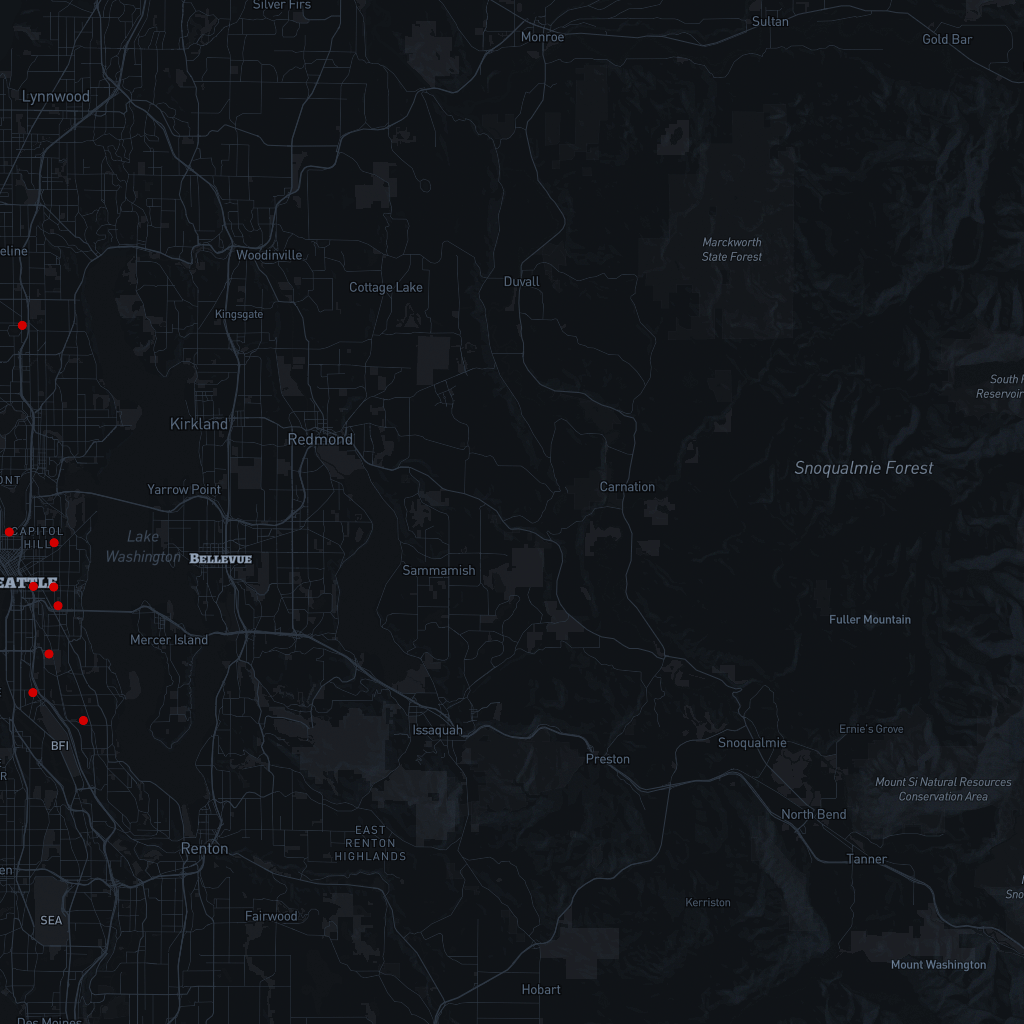 Silver Firs
Sultan
Monroe
Gold Bar
Lynnwood
Marckworth
State Forest
eline
Woodinville
Duvall
Cottage Lake
Kingsgate
South F
Reservoir
Kirkland
Redmond
Snoqualmie Forest
ONT
Yarrow Point
Carnation
CAPITOL
HILL
Lake
Washington
BELLEVUE
Sammamish
EATTLE
Fuller Mountain
Mercer Island
Issaquah
Ernie's Grove
BFI
Snoqualmie
Preston
R
Mount Si Natural Resources
Conservation Area
North Bend
EAST
RENTON
HIGHLANDS
Renton
Tanner
en
Sno
Kerriston
SEA
Fairwood
Mount Washington
Hobart
Des Moines